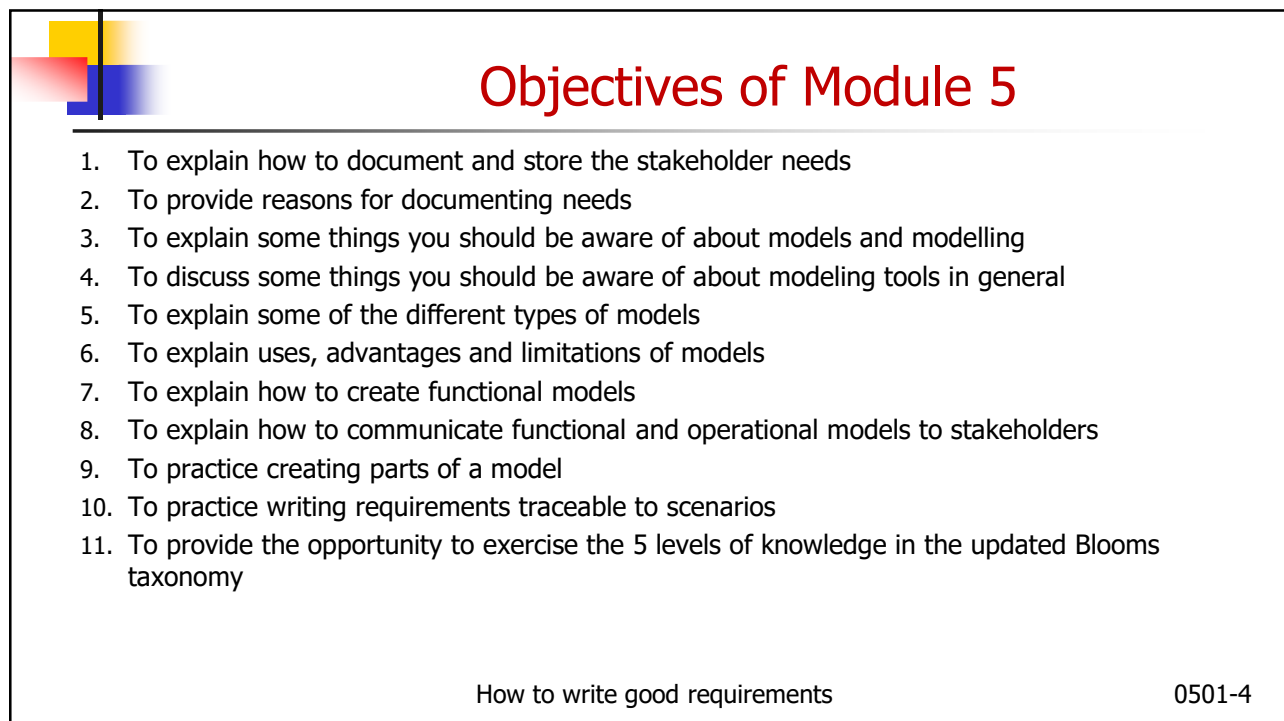 Objectives of Module 5
1. To explain how to document and store the stakeholder needs
2. To provide reasons for documenting needs
3. To explain some things you should be aware of about models and modelling
4. To discuss some things you should be aware of about modeling tools in general
5. To explain some of the different types of models
6. To explain uses, advantages and limitations of models
7. To explain how to create functional models
8. To explain how to communicate functional and operational models to stakeholders
9. To practice creating parts of a model
10. To practice writing requirements traceable to scenarios
11. To provide the opportunity to exercise the 5 levels of knowledge in the updated Blooms
taxonomy
How to write good requirements
0501-4